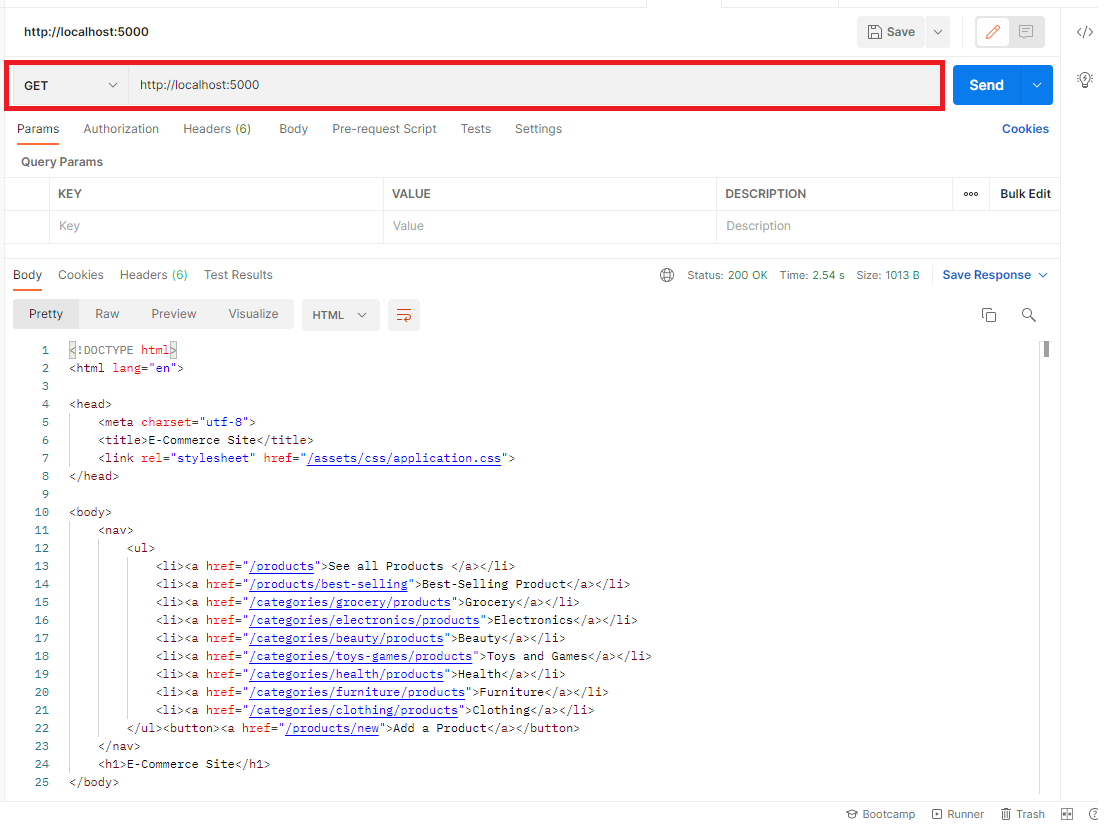 http://localhost:5000 Save </>
GET http://localhost:5000 Send
Params Authorization Headers (6) Body Pre-request Script Tests Settings Cookies
Query Params
KEY VALUE DESCRIPTION ooo Bulk Edit
Key Value Description
Body Cookies Headers (6) Test Results Status: 200 OK Time: 2.54 s Size: 1013 B Save Response
Pretty Raw Preview Visualize HTML
1 <!DOCTYPE html>
2 <html lang="en">
3
4 <head>
5 <meta charset="utf-8">
6 <title>E-Commerce Site</title>
7 <link rel="stylesheet" href="/assets/css/application.css">
8 </head>
9
10 <body>
11 <nav>
12 <ul>
13 <li><a href="/products">See all Products </a></li>
14 <li><a href="/products/best-selling">Best-Selling Product</a></li>
15 <li><a href="/categories/grocery/products">Grocery</a></li>
16 <li><a href="/categories/electronics/products">Electronics</a></li>
17 <li><a href="/categories/beauty/products">Beauty</a></li>
18 <li><a href="/categories/toys-games/products">Toys and Games</a></li>
19 <li><a href="/categories/health/products">Health</a></li>
20 <li><a href="/categories/furniture/products">Furniture</a></li>
21 <li><a href="/categories/clothing/products">Clothing</a></li>
22 </ul><button><a href="/products/new">Add a Product</a></button>
23 </nav>
24 <h1>E-Commerce Site</h1>
25 </body>
Bootcamp Runner Trash